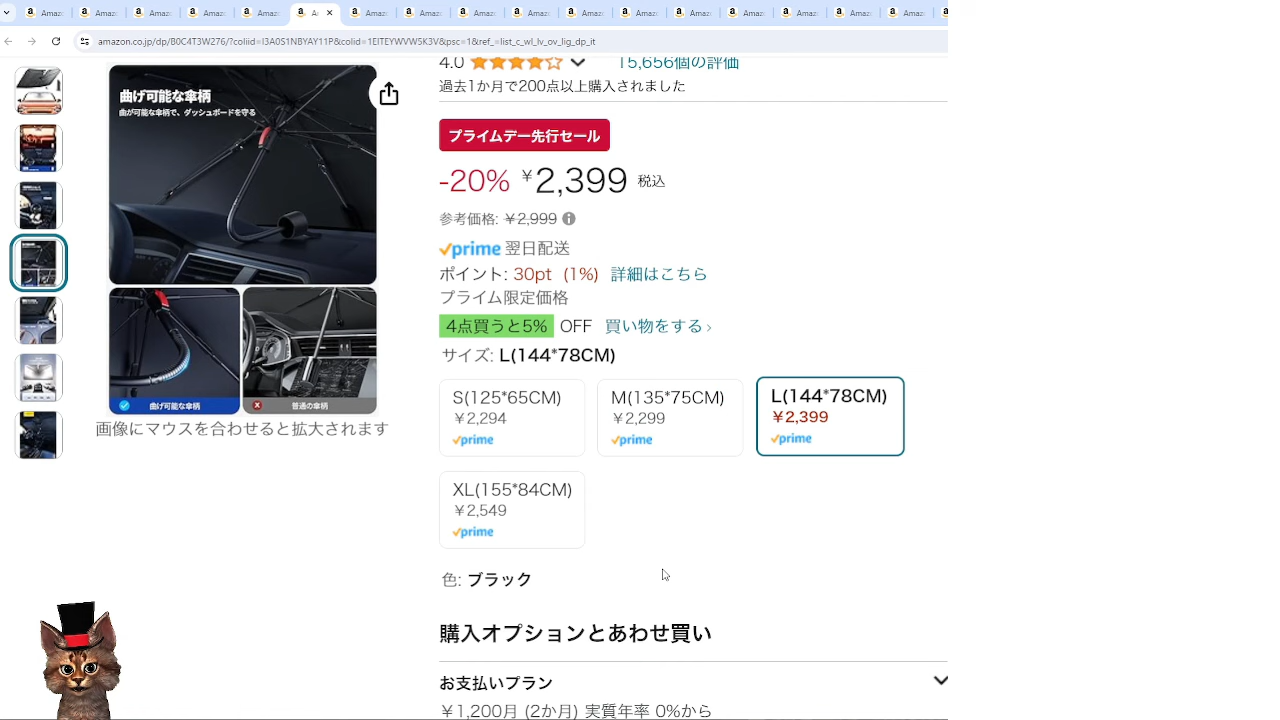 Amaz
amazon.co.jp/dp/B0C4T3W276/?coliid=I3A0S1NBYAY11P&colid=1EITEYWVW5K3V&psc=1&ref_=list_c_wl_lv_ov_lig_dp_it
4.0
15,656個の評価
過去1か月で200点以上購入されました
曲げ可能な傘柄
曲が可能な傘柄で、ダッシュボードを守る
プライムデー先行セール
-20% ¥2,399 税込
参考価格: ¥2,999
prime 翌日配送
ポイント: 30pt (1%) 詳細はこちら
プライム限定価格
4点買うと5% OFF 買い物をする ›
サイズ: L(144*78CM)
S(125*65CM)
¥2,294
prime
M(135*75CM)
¥2,299
prime
L(144*78CM)
¥2,399
prime
曲げ可能な傘柄
普通の傘柄
画像にマウスを合わせると拡大されます
XL(155*84CM)
¥2,549
prime
色: ブラック
購入オプションとあわせ買い
お支払いプラン
¥1,200月 (2か月) 実質年率 0%から